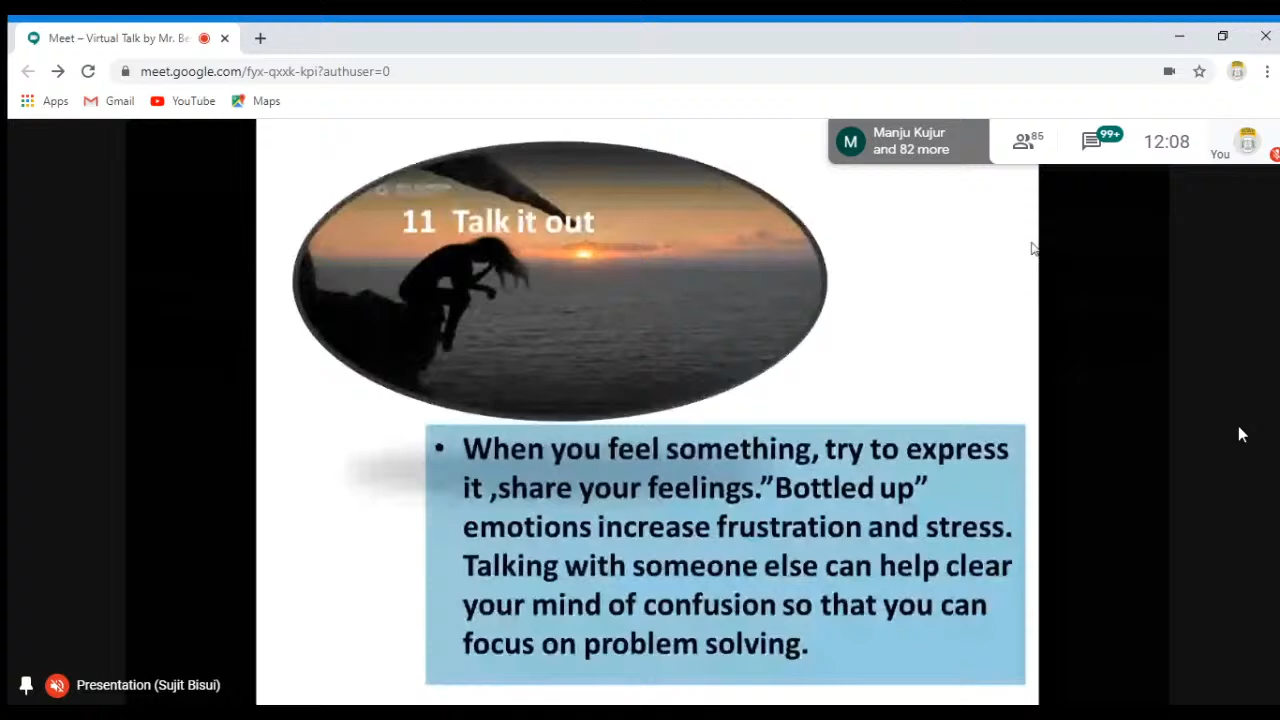 Meet – Virtual Talk by Mr. Be
meet.google.com/fyx-qxxk-kpi?authuser=0
Apps Gmail YouTube Maps
Manju Kujur
and 82 more
M
85
99+
12:08
You
11 Talk it out
• When you feel something, try to express
it ,share your feelings.”Bottled up”
emotions increase frustration and stress.
Talking with someone else can help clear
your mind of confusion so that you can
focus on problem solving.
Presentation (Sujit Bisui)